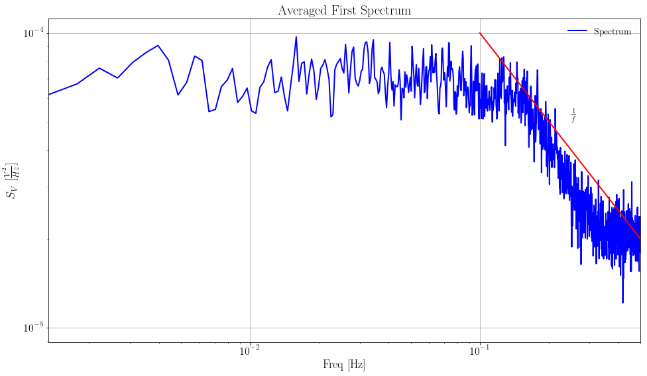 Averaged First Spectrum
Spectrum
10⁻⁴
1/f
S_V [V²/Hz]
10⁻⁵
10⁻² 10⁻¹
Freq [Hz]